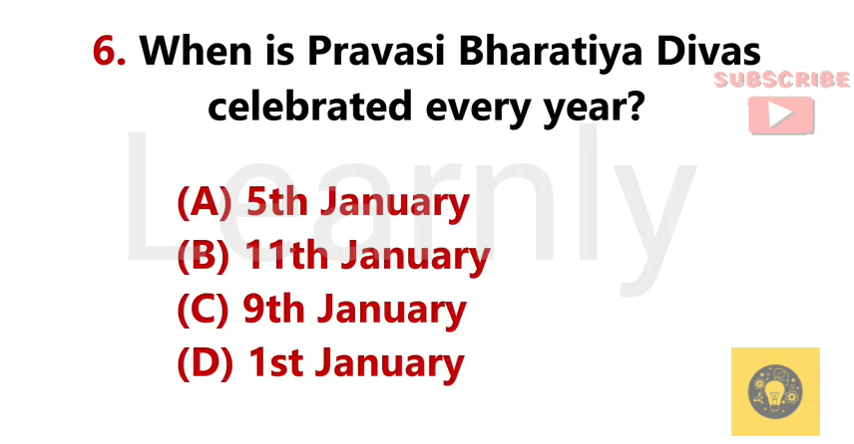 6. When is Pravasi Bharatiya Divas
celebrated every year?
SUBSCRIBE
Learnly
(A) 5th January
(B) 11th January
(C) 9th January
(D) 1st January